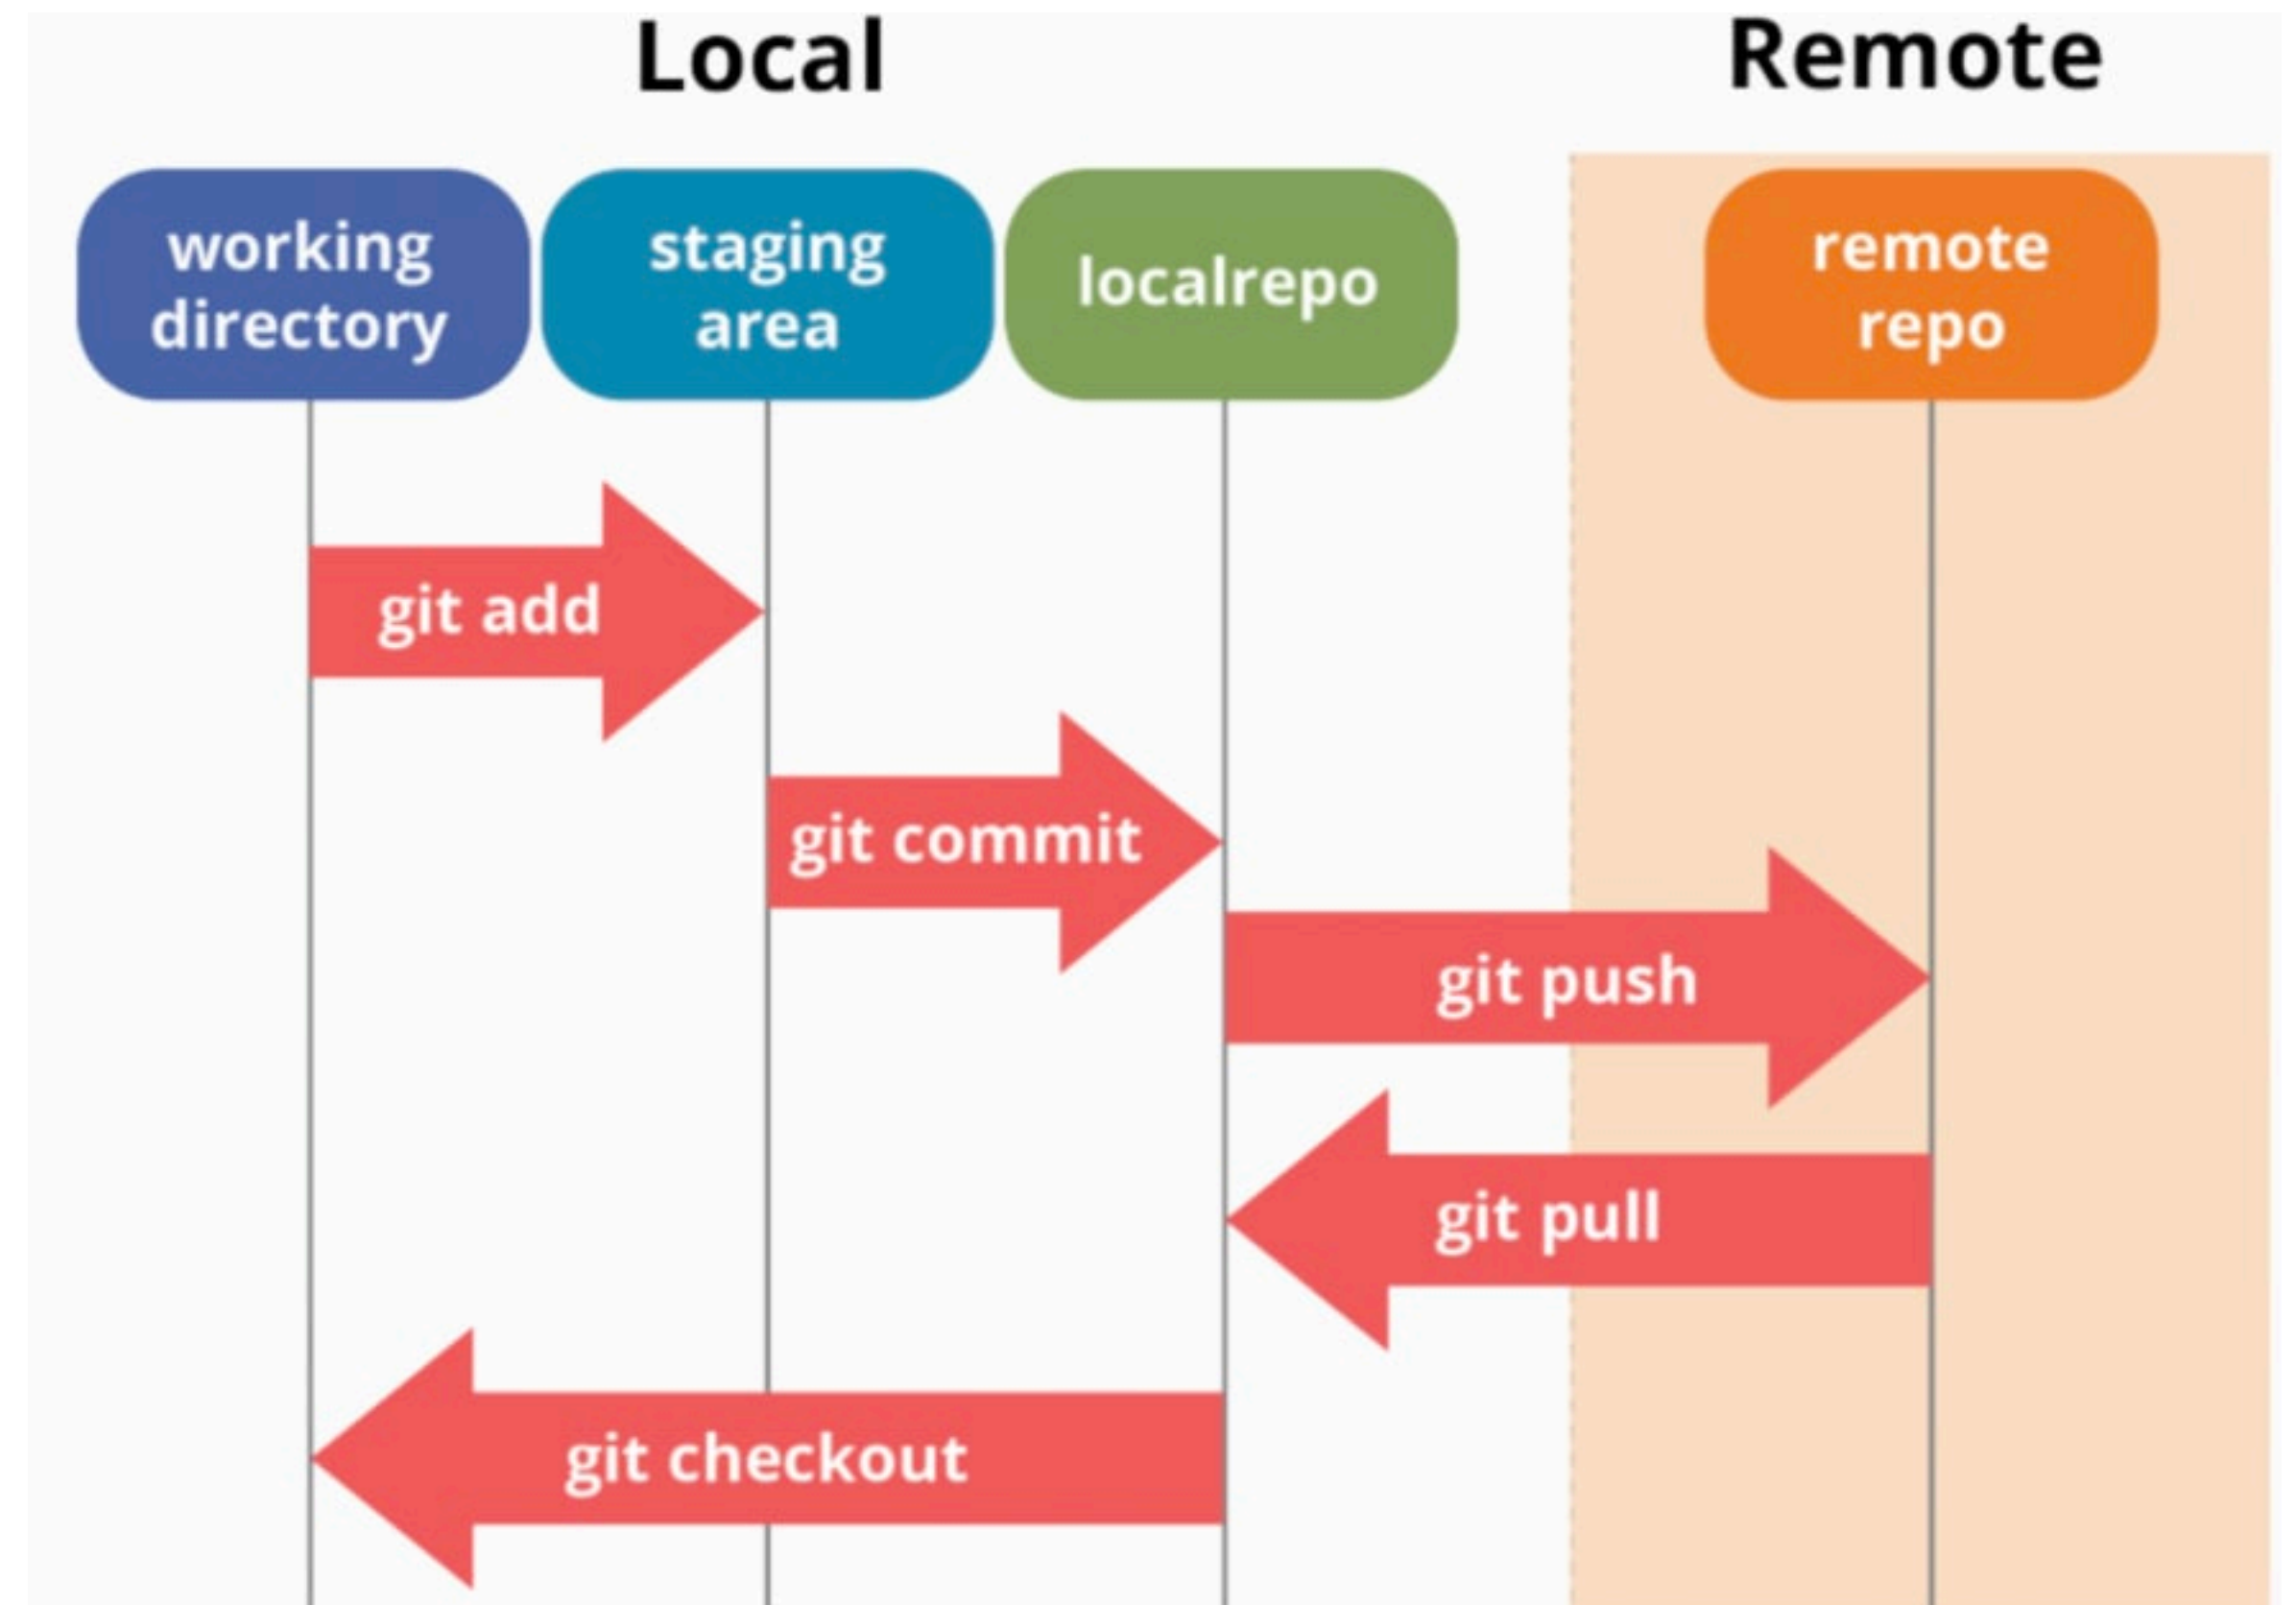 Local
Remote
working
directory
staging
area
localrepo
remote
repo
git add
git commit
git push
git pull
git checkout